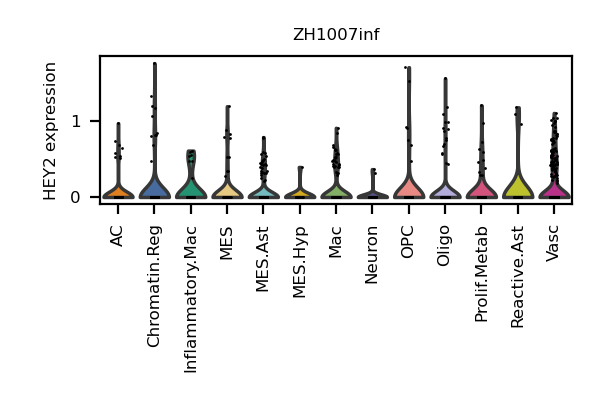 ZH1007inf
HEY2 expression
1
0
AC
Chromatin.Reg
Inflammatory.Mac
MES
MES.Ast
MES.Hyp
Mac
Neuron
OPC
Oligo
Prolif.Metab
Reactive.Ast
Vasc